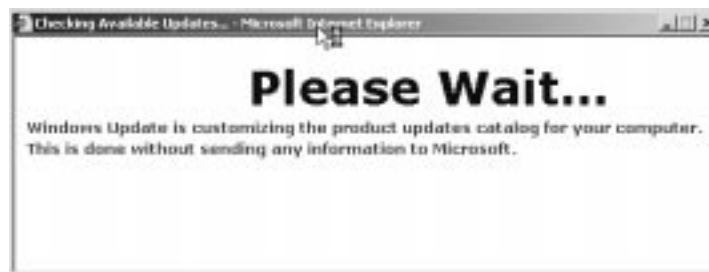 Checking Available Updates... - Microsoft Internet Explorer
Please Wait...
Windows Update is customizing the product updates catalog for your computer.
This is done without sending any information to Microsoft.